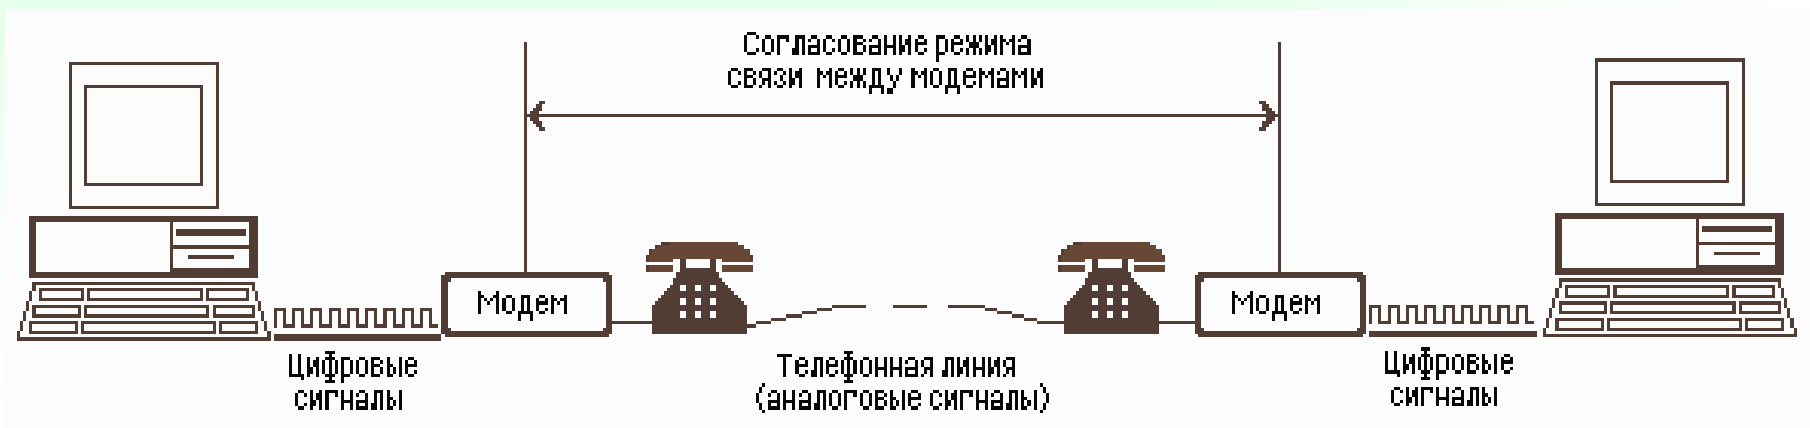 Согласование режима
связи между модемами
Модем
Модем
Цифровые
сигналы
Телефонная линия
(аналоговые сигналы)
Цифровые
сигналы